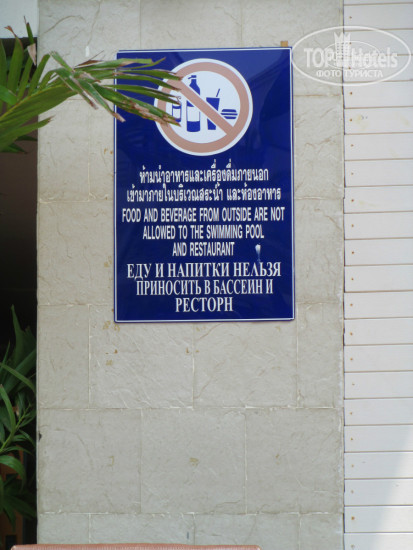 TOPHotels
ФОТО ТУРИСТА
ห้ามนำอาหารและเครื่องดื่มภายนอก
เข้ามาภายในบริเวณสระน้ำ และห้องอาหาร
FOOD AND BEVERAGE FROM OUTSIDE ARE NOT
ALLOWED TO THE SWIMMING POOL
AND RESTAURANT
ЕДУ И НАПИТКИ НЕЛЬЗЯ
ПРИНОСИТЬ В БАССЕИН И
РЕСТОРН